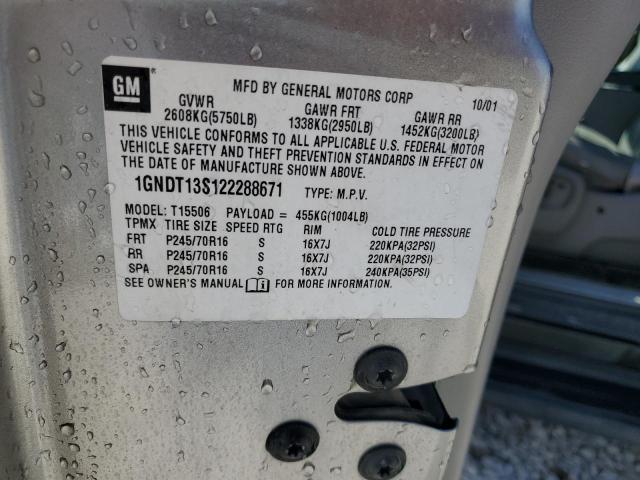 GM
MFD BY GENERAL MOTORS CORP 10/01
GVWR GAWR FRT GAWR RR
2608KG(5750LB) 1338KG(2950LB) 1452KG(3200LB)
THIS VEHICLE CONFORMS TO ALL APPLICABLE U.S. FEDERAL MOTOR
VEHICLE SAFETY AND THEFT PREVENTION STANDARDS IN EFFECT ON
THE DATE OF MANUFACTURE SHOWN ABOVE.
1GNDT13S122288671 TYPE: M.P.V.
MODEL: T15506 PAYLOAD = 455KG(1004LB)
TPMX TIRE SIZE SPEED RTG RIM COLD TIRE PRESSURE
FRT P245/70R16 S 16X7J 220KPA(32PSI)
RR P245/70R16 S 16X7J 220KPA(32PSI)
SPA P245/70R16 S 16X7J 240KPA(35PSI)
SEE OWNER'S MANUAL FOR MORE INFORMATION.